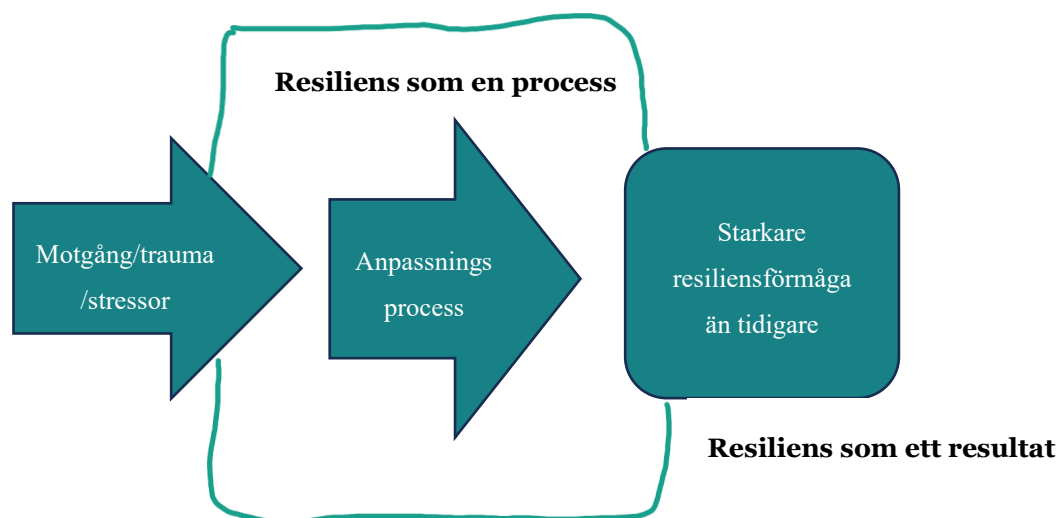 Resiliens som en process
Motgång/trauma
/stressor
Anpassnings
process
Starkare
resiliensförmåga
än tidigare
Resiliens som ett resultat